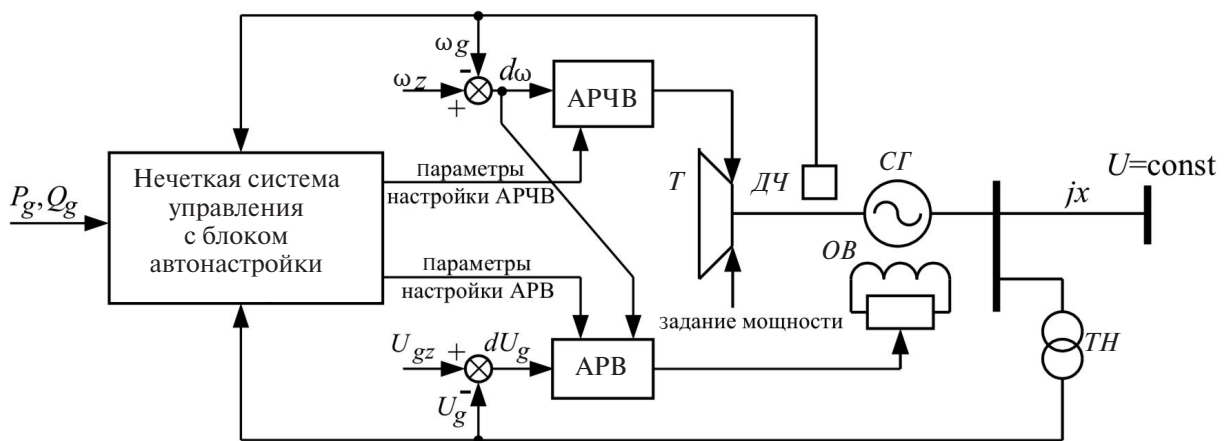 ωg
-
ωz
+
dω
АРЧВ
Нечеткая система
управления
с блоком
автонастройки
Pg, Qg
Параметры
настройки АРЧВ
Параметры
настройки АРВ
Т
ДЧ
СГ
U=const
jx
ОВ
задание мощности
ТН
Ugz
+
dUg
АРВ
-
Ug